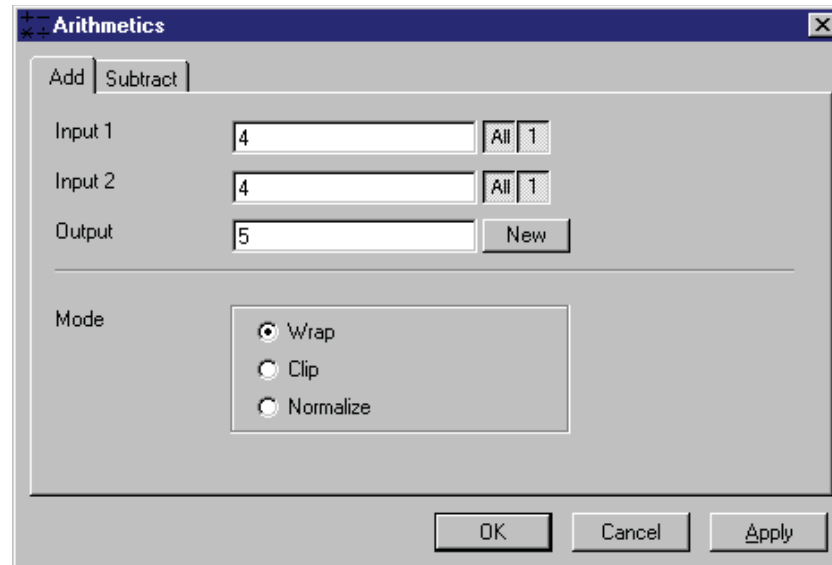 Arithmetics
Add Subtract
Input 1 4 All 1
Input 2 4 All 1
Output 5 New
Mode
Wrap
Clip
Normalize
OK Cancel Apply